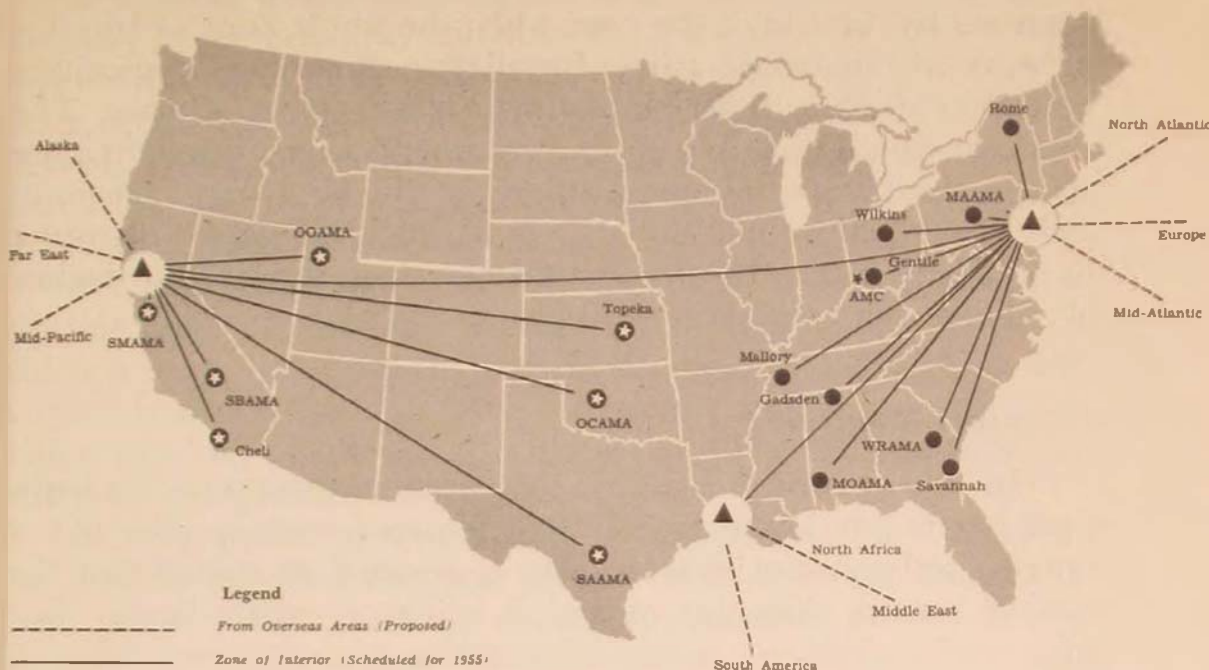 Rome
North Atlantic
Alaska
MAAMA
Wilkins
OGAMA
Europe
Far East
Gentile
AMC
Topeka
Mid-Atlantic
Mid-Pacific
SMAMA
Mallory
SBAMA
Gadsden
OCAMA
Cheli
WRAMA
MOAMA
Savannah
North Africa
SAAMA
Legend
Middle East
From Overseas Areas (Proposed)
Zone of Interior (Scheduled for 1955)
South America